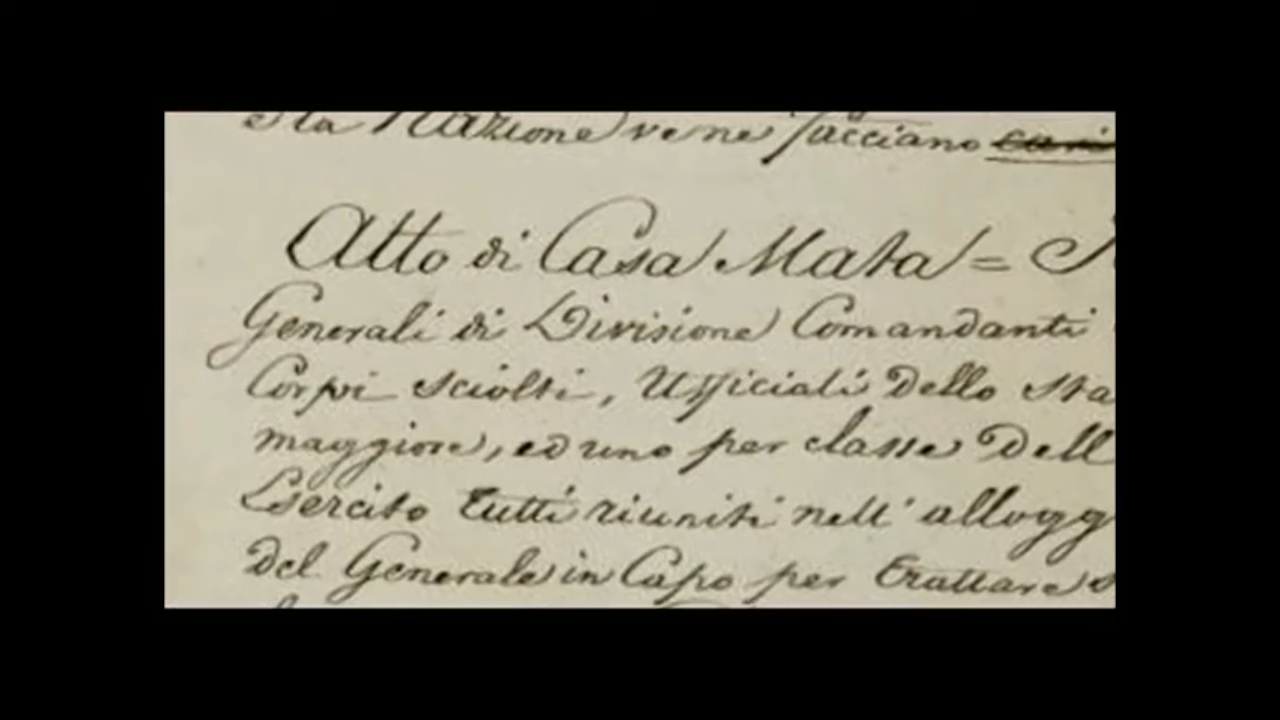 sta Nazione ve ne facciano
Atto di Casa Mata =
Generali di Divisione Comandanti
Corpi sciolti, Ufficiali dello sta
maggiore, ed uno per classe dell
Esercito tutti riuniti nell' allogg
del Generale in Capo per trattare s